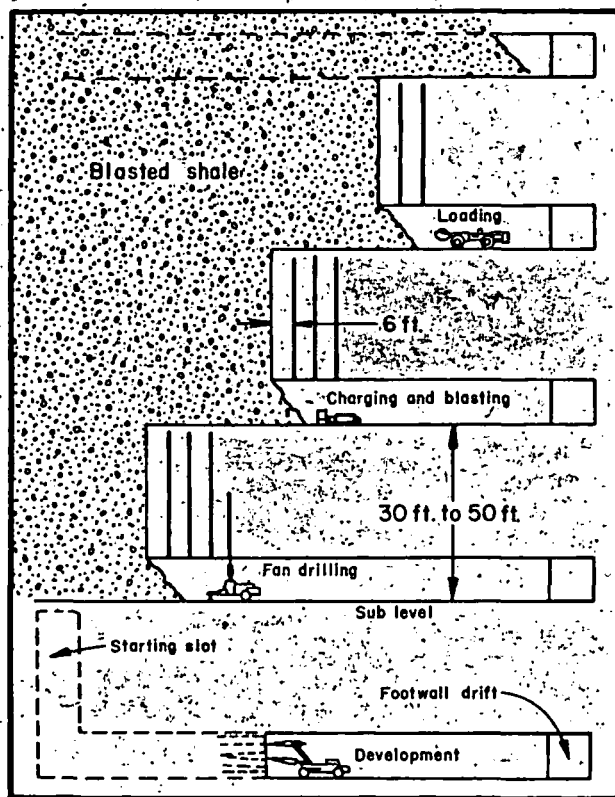 Blasted shale
Loading
6 ft.
Charging and blasting
30 ft. to 50 ft.
Fan drilling
Sub level
Starting slot
Footwall drift
Development